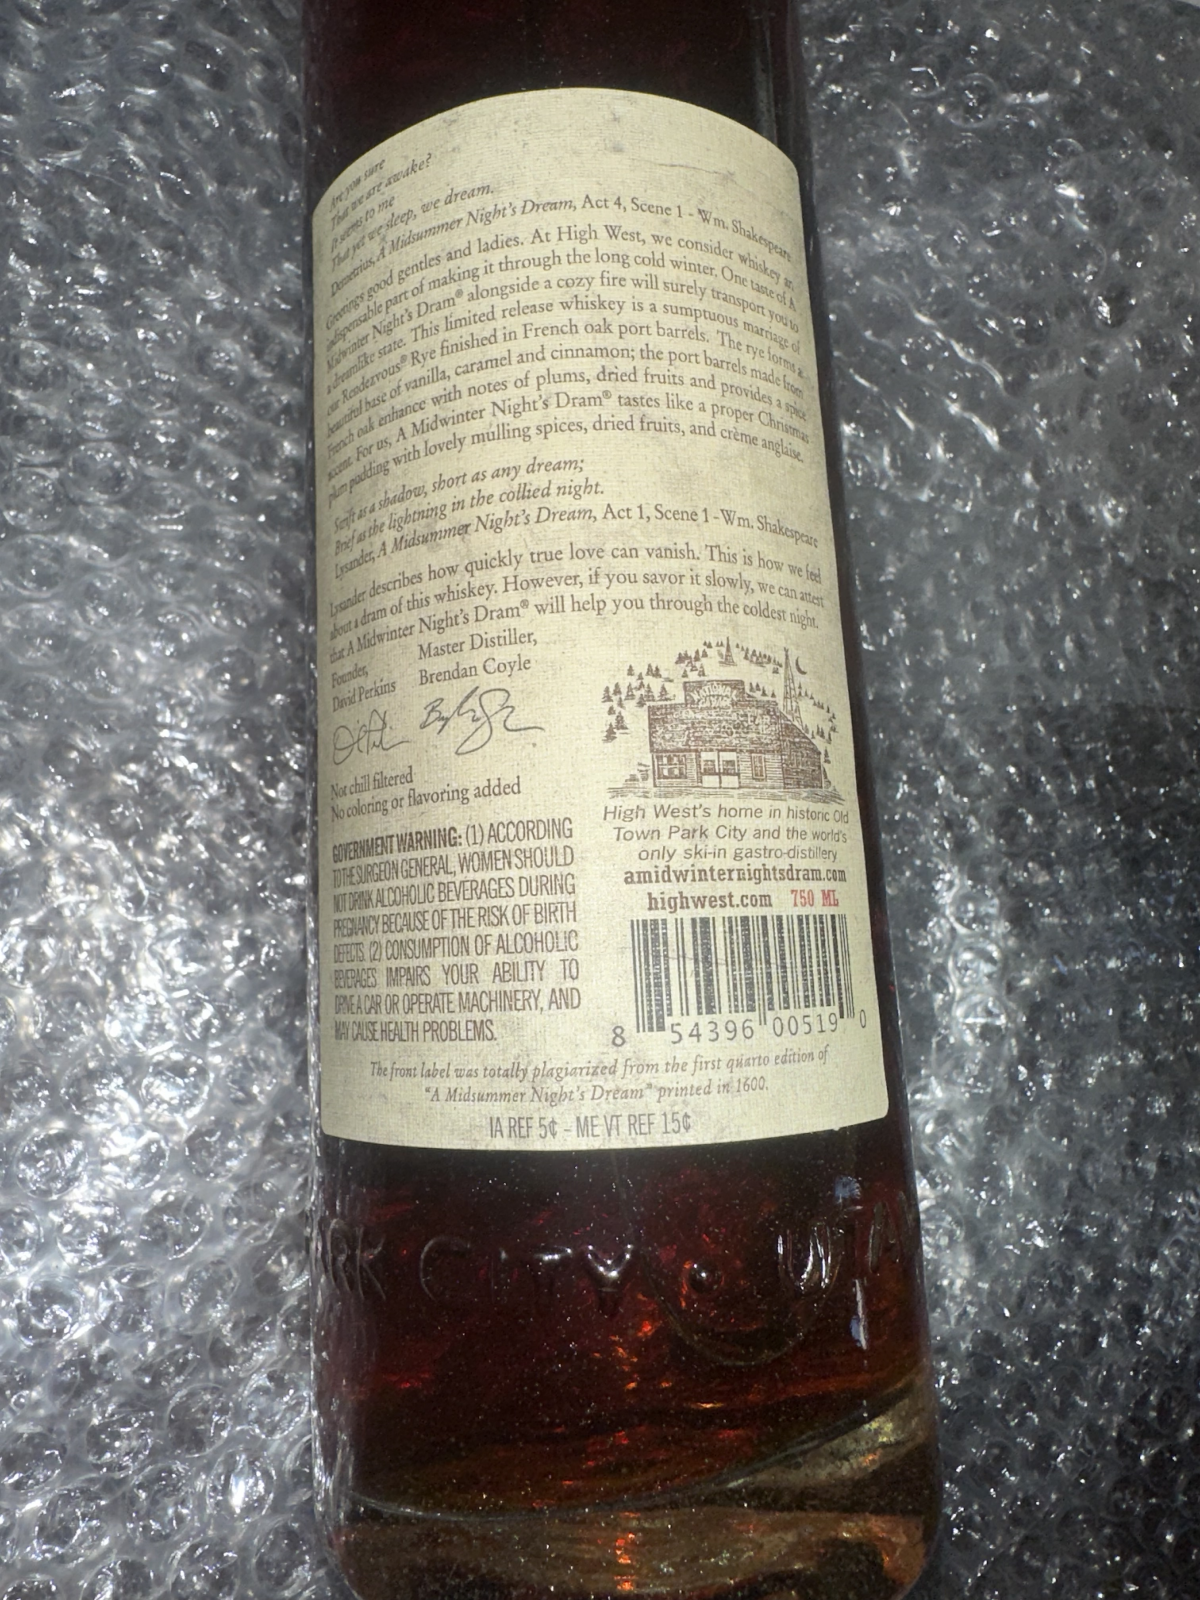 Are you sure
That we are awake?
It seems to me
That yet we sleep, we dream.
Demetrius, A Midsummer Night's Dream, Act 4, Scene 1 - Wm. Shakespeare
Greetings good gentles and ladies. At High West, we consider whiskey an
indispensable part of making it through the long cold winter. One taste of A
Midwinter Night's Dram® alongside a cozy fire will surely transport you to
a dreamlike state. This limited release whiskey is a sumptuous marriage of
our Rendezvous® Rye finished in French oak port barrels. The rye forms a
beautiful base of vanilla, caramel and cinnamon; the port barrels made from
French oak enhance with notes of plums, dried fruits and provides a spice
accent. For us, A Midwinter Night's Dram® tastes like a proper Christmas
plum pudding with lovely mulling spices, dried fruits, and crème anglaise.
Swift as a shadow, short as any dream;
Brief as the lightning in the collied night.
Lysander, A Midsummer Night's Dream, Act 1, Scene 1 - Wm. Shakespeare
Lysander describes how quickly true love can vanish. This is how we feel
about a dram of this whiskey. However, if you savor it slowly, we can attest
that A Midwinter Night's Dram® will help you through the coldest night.
Founder,
David Perkins
Master Distiller,
Brendan Coyle
Not chill filtered
No coloring or flavoring added
GOVERNMENT WARNING: (1) ACCORDING
TO THE SURGEON GENERAL, WOMEN SHOULD
NOT DRINK ALCOHOLIC BEVERAGES DURING
PREGNANCY BECAUSE OF THE RISK OF BIRTH
DEFECTS. (2) CONSUMPTION OF ALCOHOLIC
BEVERAGES IMPAIRS YOUR ABILITY TO
DRIVE A CAR OR OPERATE MACHINERY, AND
MAY CAUSE HEALTH PROBLEMS.
High West's home in historic Old
Town Park City and the world's
only ski-in gastro-distillery
amidwinternightsdram.com
highwest.com 750 ML
8 54396 00519 0
The front label was totally plagiarized from the first quarto edition of
"A Midsummer Night's Dream" printed in 1600.
IA REF 5¢ - ME VT REF 15¢
ARK CITY . UTA